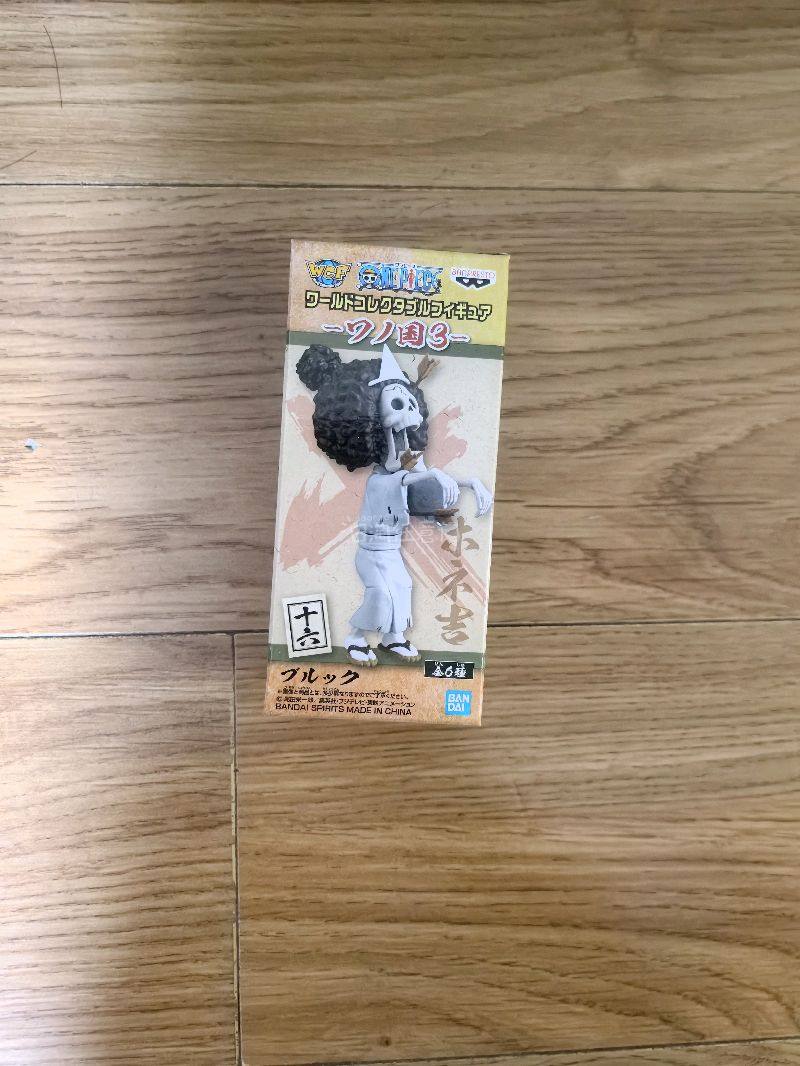 WCF ONE PIECE BANPRESTO
ワールドコレクタブルフィギュア
-ワノ国3-
ホネ吉
十六
ブルック
全6種
BAN
DAI
BANDAI SPIRITS MADE IN CHINA